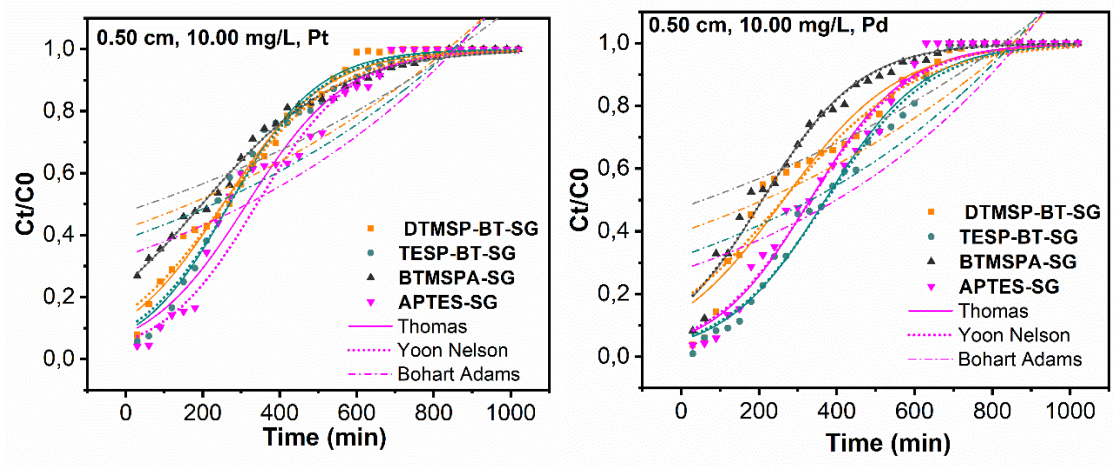 0.50 cm, 10.00 mg/L, Pt
1,0
0,8
0,6
0,4
0,2
0,0
Ct/C0
DTMSP-BT-SG
TESP-BT-SG
BTMSPA-SG
APTES-SG
Thomas
Yoon Nelson
Bohart Adams
0 200 400 600 800 1000
Time (min)
0.50 cm, 10.00 mg/L, Pd
1,0
0,8
0,6
0,4
0,2
0,0
Ct/C0
DTMSP-BT-SG
TESP-BT-SG
BTMSPA-SG
APTES-SG
Thomas
Yoon Nelson
Bohart Adams
0 200 400 600 800 1000
Time (min)